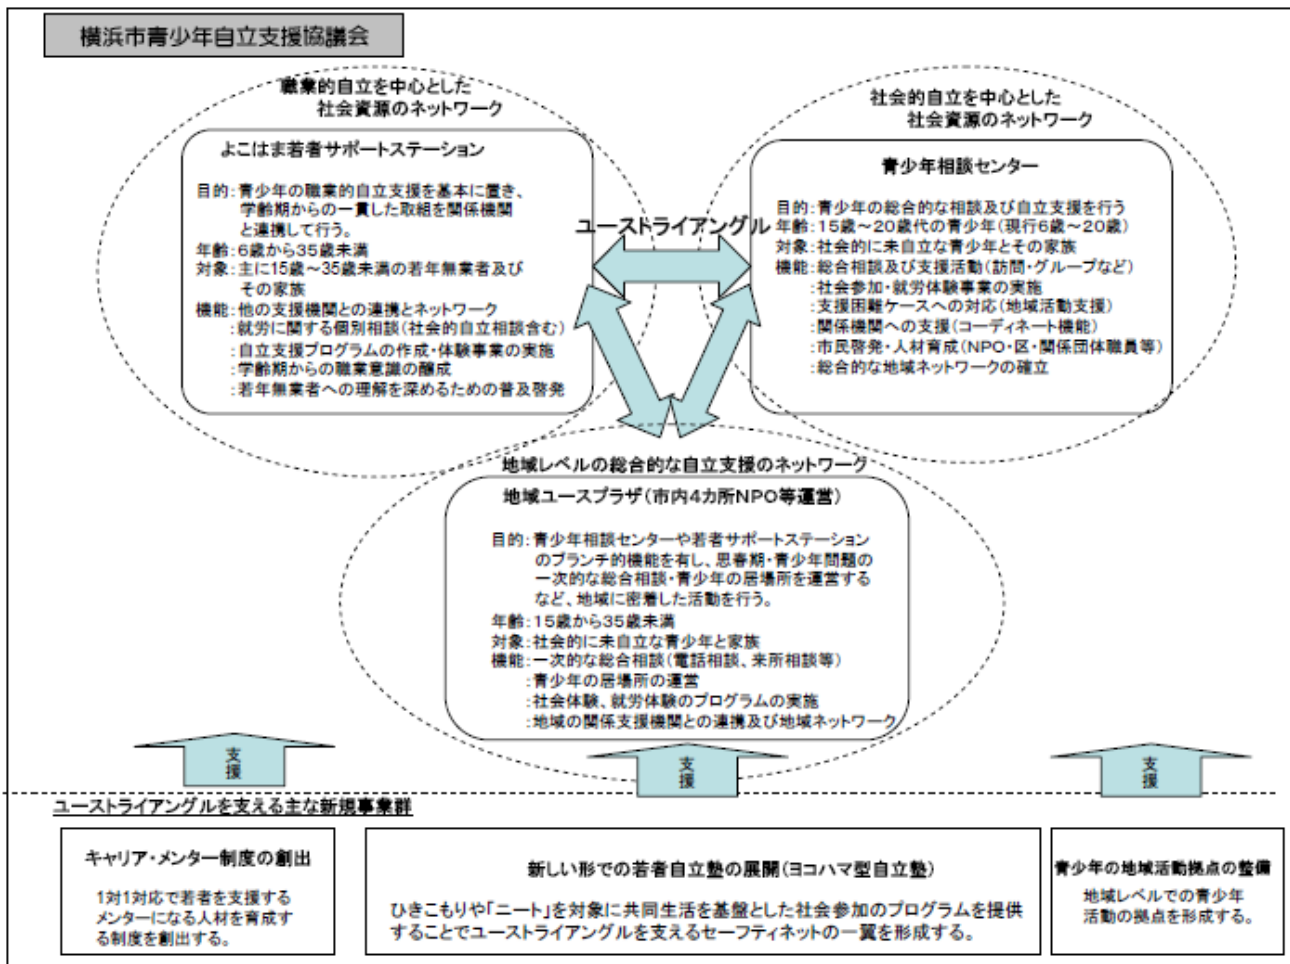 横浜市青少年自立支援協議会
職業的自立を中心とした
社会資源のネットワーク
よこはま若者サポートステーション
目的:青少年の職業的自立支援を基本に置き、
学齢期からの一貫した取組を関係機関
と連携して行う。
年齢:6歳から35歳未満
対象:主に15歳~35歳未満の若年無業者及び
その家族
機能:他の支援機関との連携とネットワーク
:就労に関する個別相談(社会的自立相談含む)
:自立支援プログラムの作成・体験事業の実施
:学齢期からの職業意識の醸成
:若年無業者への理解を深めるための普及啓発
ユーストライアングル
社会的自立を中心とした
社会資源のネットワーク
青少年相談センター
目的:青少年の総合的な相談及び自立支援を行う
年齢:15歳~20歳代の青少年(現行6歳~20歳)
対象:社会的に未自立な青少年とその家族
機能:総合相談及び支援活動(訪問・グループなど)
:社会参加・就労体験事業の実施
:支援困難ケースへの対応(地域活動支援)
:関係機関への支援(コーディネート機能)
:市民啓発・人材育成(NPO・区・関係団体職員等)
:総合的な地域ネットワークの確立
地域レベルの総合的な自立支援のネットワーク
地域ユースプラザ(市内4カ所NPO等運営)
目的:青少年相談センターや若者サポートステーション
のブランチ的機能を有し、思春期・青少年問題の
一次的な総合相談・青少年の居場所を運営する
など、地域に密着した活動を行う。
年齢:15歳から35歳未満
対象:社会的に未自立な青少年と家族
機能:一次的な総合相談(電話相談、来所相談等)
:青少年の居場所の運営
:社会体験、就労体験のプログラムの実施
:地域の関係支援機関との連携及び地域ネットワーク
支援
支援
支援
ユーストライアングルを支える主な新規事業群
キャリア・メンター制度の創出
1対1対応で若者を支援する
メンターになる人材を育成す
る制度を創出する。
新しい形での若者自立塾の展開(ヨコハマ型自立塾)
ひきこもりや「ニート」を対象に共同生活を基盤とした社会参加のプログラムを提供
することでユーストライアングルを支えるセーフティネットの一翼を形成する。
青少年の地域活動拠点の整備
地域レベルでの青少年
活動の拠点を形成する。